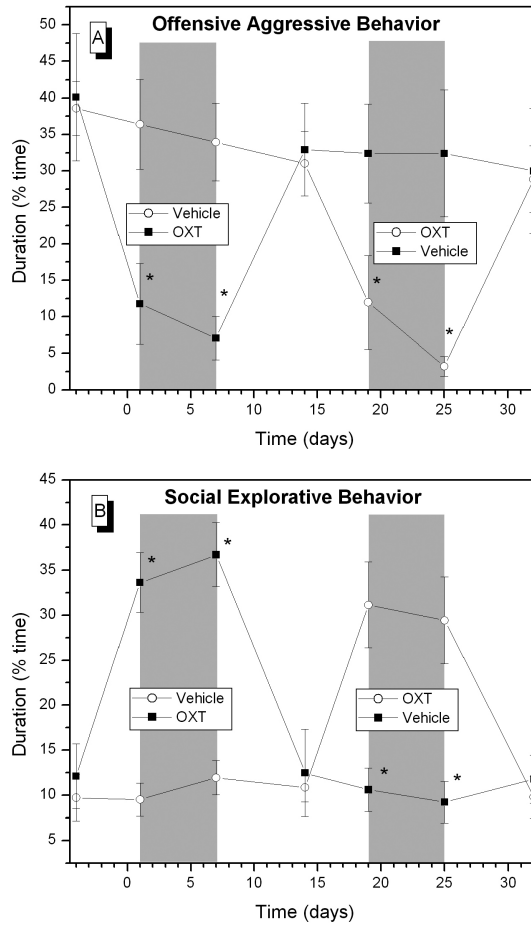 A
Offensive Aggressive Behavior
50
45
40
35
30
25
20
15
10
5
0
Duration (% time)
Vehicle
OXT
OXT
Vehicle
*
*
*
*
0 5 10 15 20 25 30
Time (days)
B
Social Explorative Behavior
45
40
35
30
25
20
15
10
5
Duration (% time)
*
*
Vehicle
OXT
OXT
Vehicle
*
*
0 5 10 15 20 25 30
Time (days)